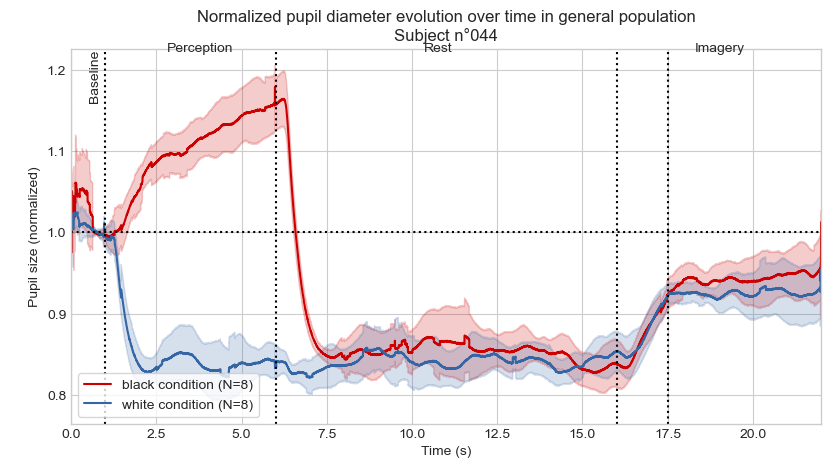 Normalized pupil diameter evolution over time in general population
Subject n°044
Perception
Rest
Imagery
Baseline
Pupil size (normalized)
1.2
1.1
1.0
0.9
0.8
black condition (N=8)
white condition (N=8)
0.0 2.5 5.0 7.5 10.0 12.5 15.0 17.5 20.0
Time (s)